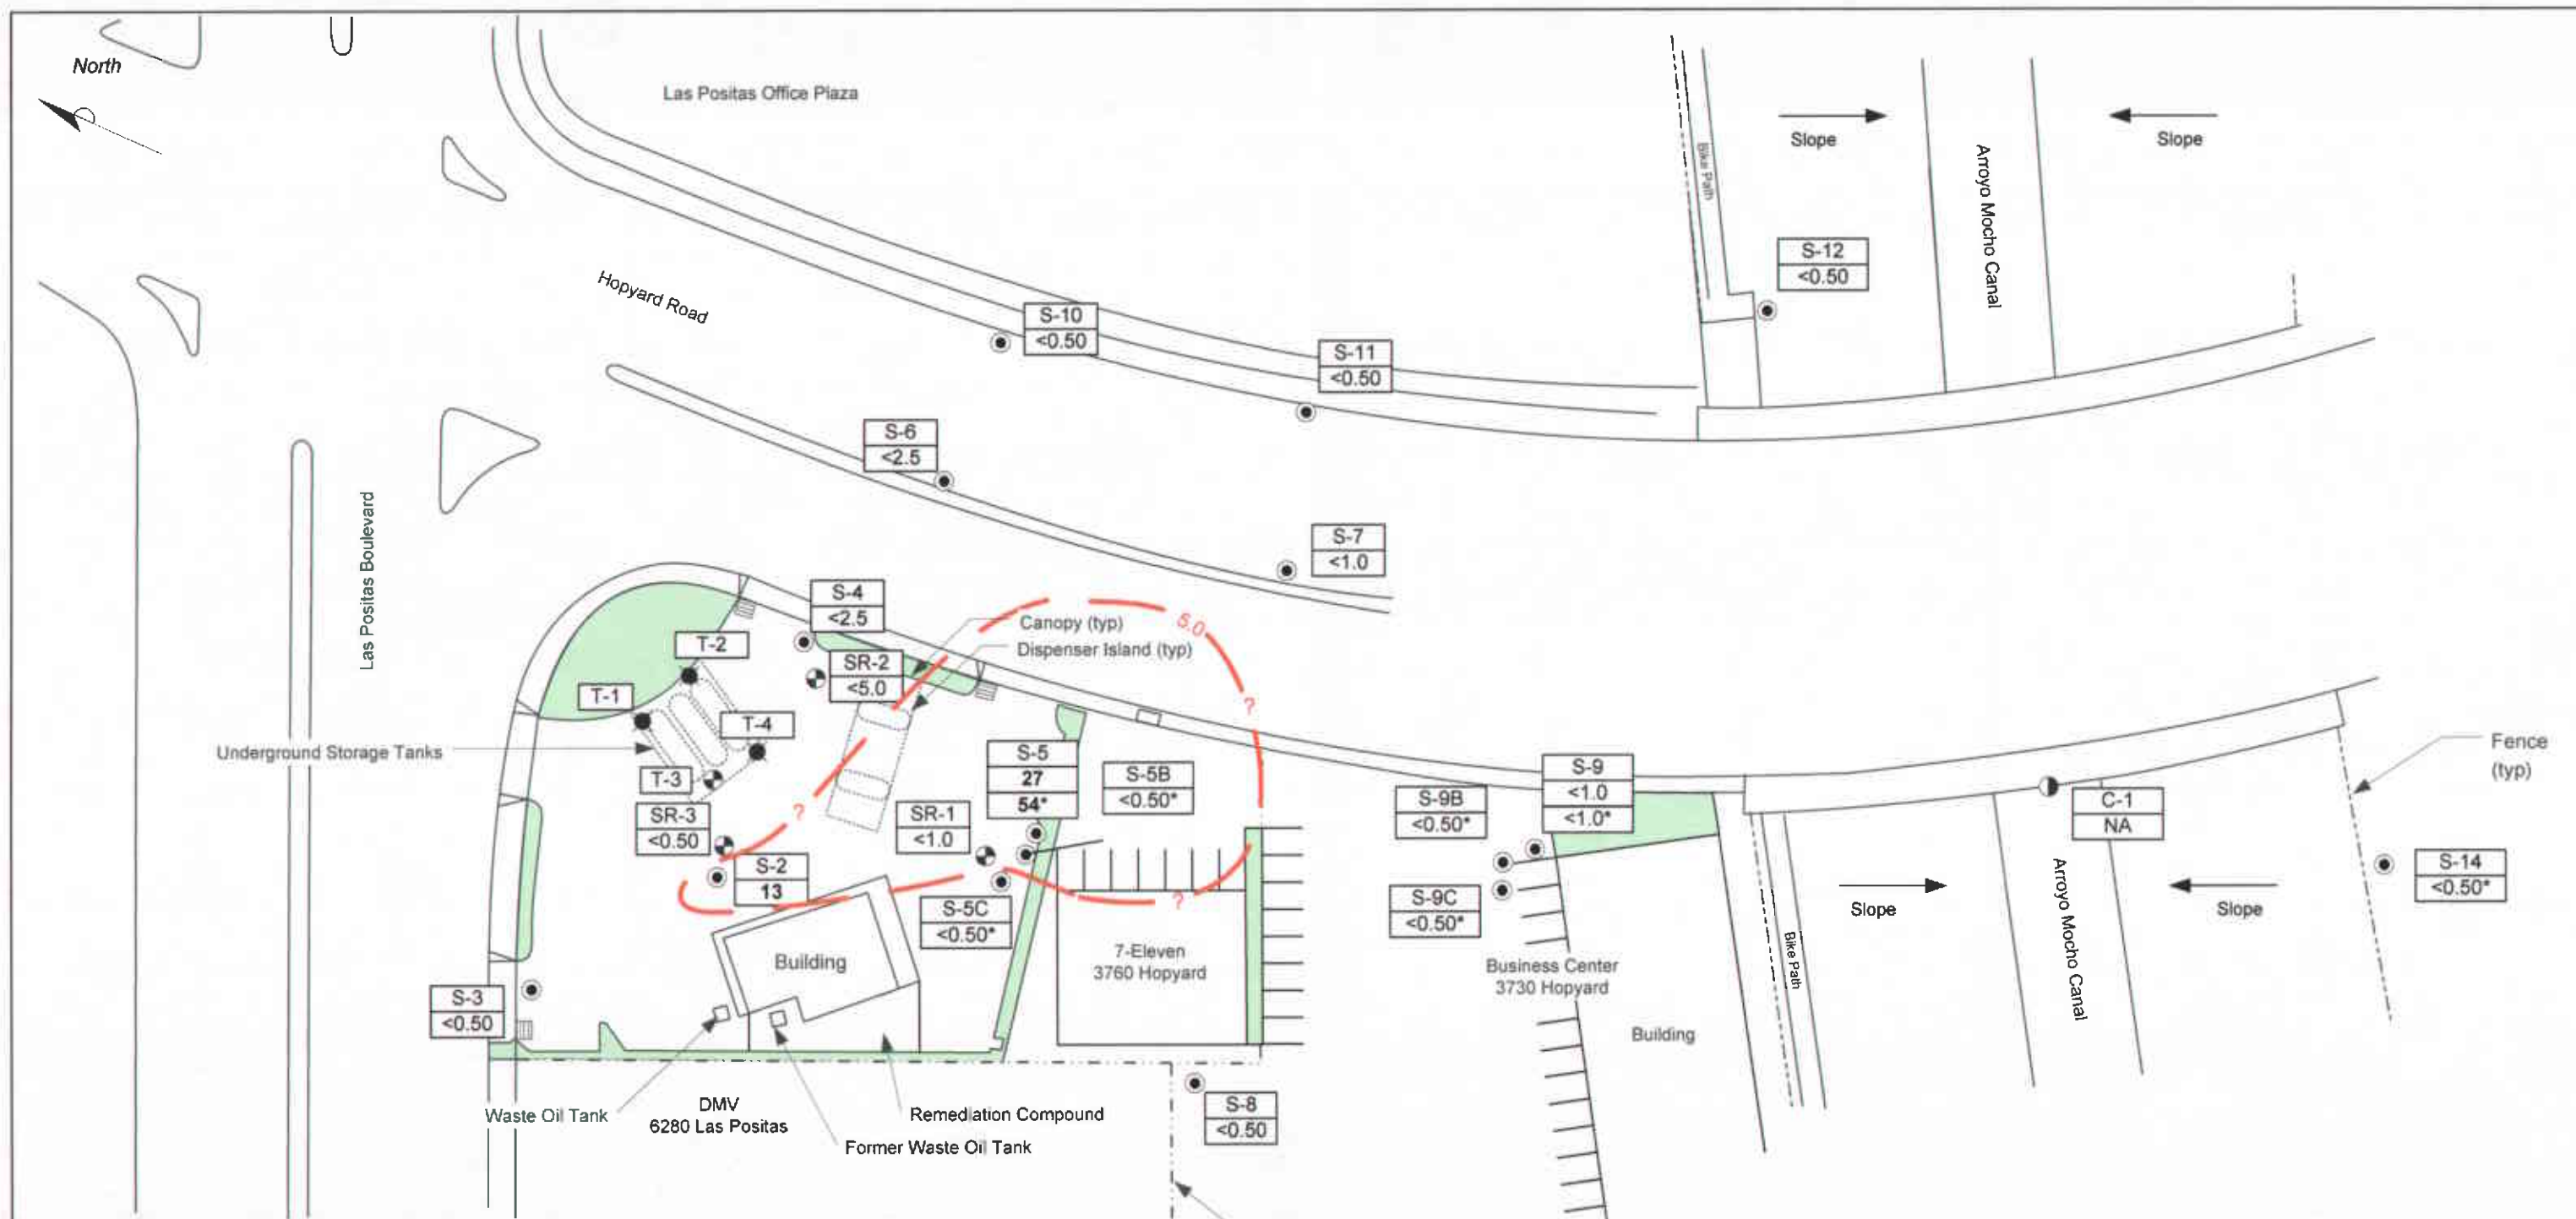 North
Las Positas Office Plaza
Slope
Slope
Bike Path
Arroyo Mocho Canal
S-12
<0.50
Hopyard Road
S-10
<0.50
S-11
<0.50
S-6
<2.5
S-7
<1.0
Las Positas Boulevard
S-4
<2.5
Canopy (typ)
5.0
Dispenser Island (typ)
T-2
SR-2
<5.0
T-1
?
T-4
Underground Storage Tanks
Fence
(typ)
T-3
S-5
27
54*
S-5B
<0.50*
S-9
<1.0
<1.0*
S-9B
<0.50*
C-1
NA
?
SR-3
<0.50
SR-1
<1.0
S-2
13
S-14
<0.50*
S-9C
<0.50*
?
S-5C
<0.50*
Slope
Slope
Arroyo Mocho Canal
Bike Path
Building
7-Eleven
3760 Hopyard
Business Center
3730 Hopyard
S-3
<0.50
Building
Waste Oil Tank
DMV
6280 Las Positas
Remediation Compound
Former Waste Oil Tank
S-8
<0.50